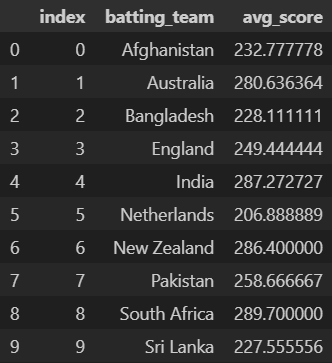 index batting_team avg_score
0 0 Afghanistan 232.777778
1 1 Australia 280.636364
2 2 Bangladesh 228.111111
3 3 England 249.444444
4 4 India 287.272727
5 5 Netherlands 206.888889
6 6 New Zealand 286.400000
7 7 Pakistan 258.666667
8 8 South Africa 289.700000
9 9 Sri Lanka 227.555556